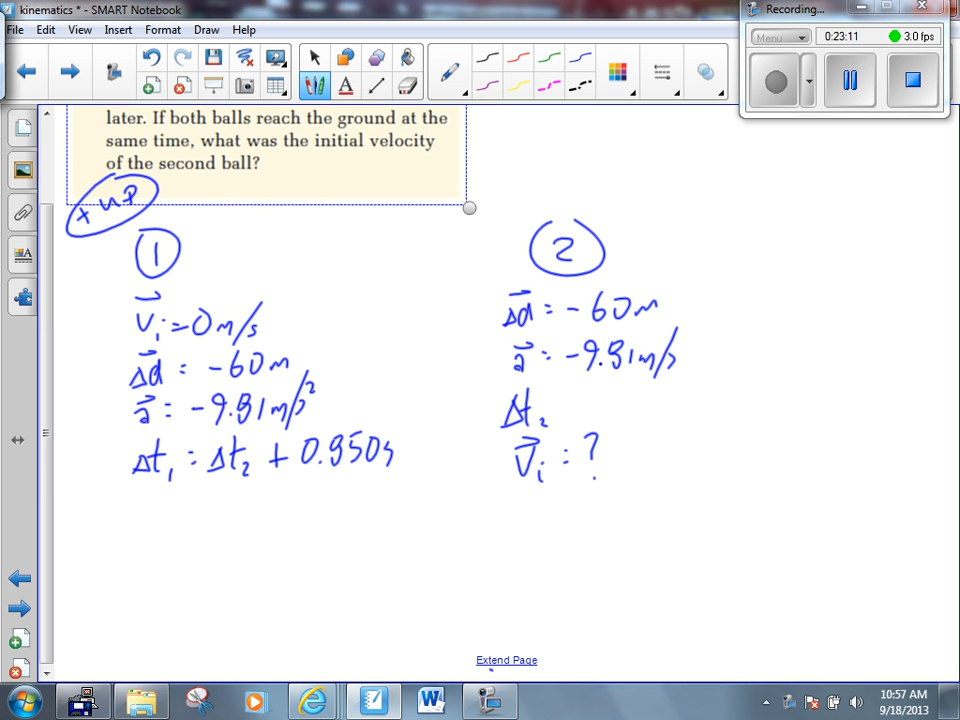 kinematics * - SMART Notebook
Recording...
File Edit View Insert Format Draw Help
Menu
0:23:11
3.0 fps
later. If both balls reach the ground at the
same time, what was the initial velocity
of the second ball?
+ up
1
2
v⃗i = 0 m/s
Δd⃗ = -60m
a⃗ = -9.81 m/s²
Δt₁ = Δt₂ + 0.850s
Δd⃗ = -60m
a⃗ = -9.81 m/s
Δt₂
v⃗i = ?
Extend Page
10:57 AM
9/18/2013